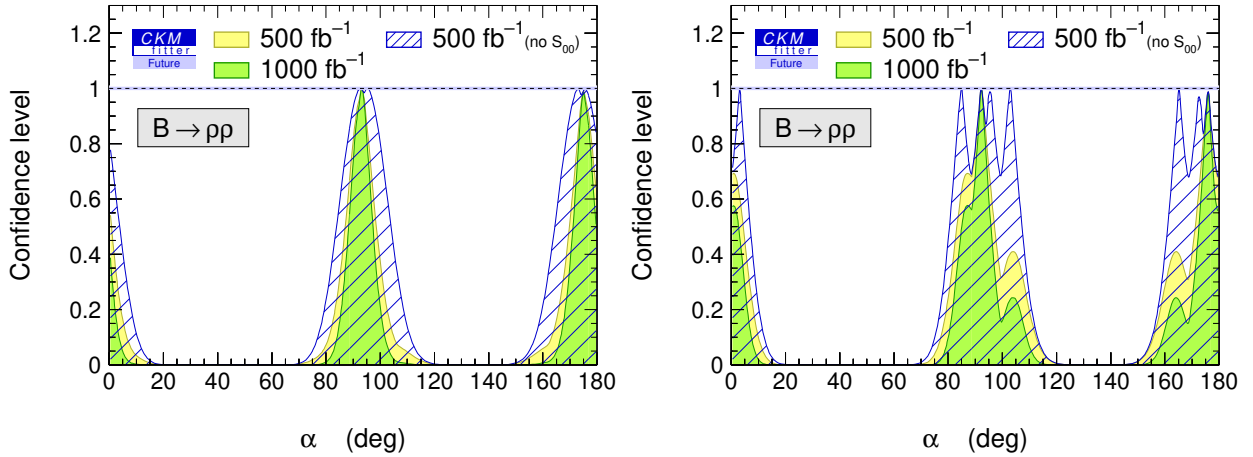 CKM
fitter
Future
500 fb⁻¹
1000 fb⁻¹
500 fb⁻¹ (no S₀₀)
B → ρρ
Confidence level
0
0.2
0.4
0.6
0.8
1
1.2
0 20 40 60 80 100 120 140 160 180
α (deg)
CKM
fitter
Future
500 fb⁻¹
1000 fb⁻¹
500 fb⁻¹ (no S₀₀)
B → ρρ
Confidence level
0
0.2
0.4
0.6
0.8
1
1.2
0 20 40 60 80 100 120 140 160 180
α (deg)